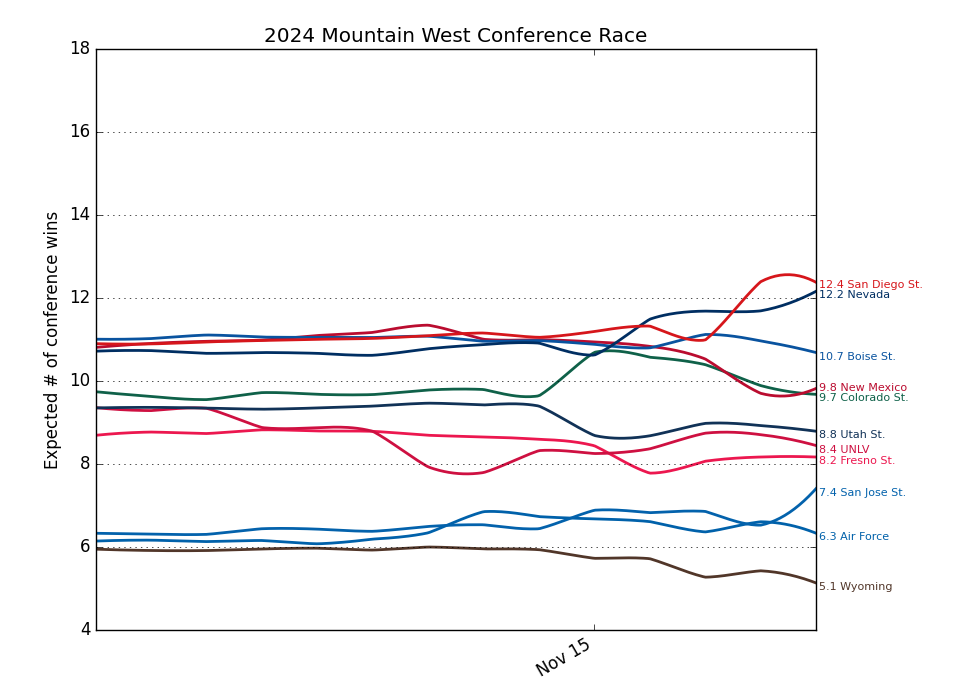 2024 Mountain West Conference Race
Expected # of conference wins
18
16
14
12
10
8
6
4
Nov 15
12.4 San Diego St.
12.2 Nevada
10.7 Boise St.
9.8 New Mexico
9.7 Colorado St.
8.8 Utah St.
8.4 UNLV
8.2 Fresno St.
7.4 San Jose St.
6.3 Air Force
5.1 Wyoming